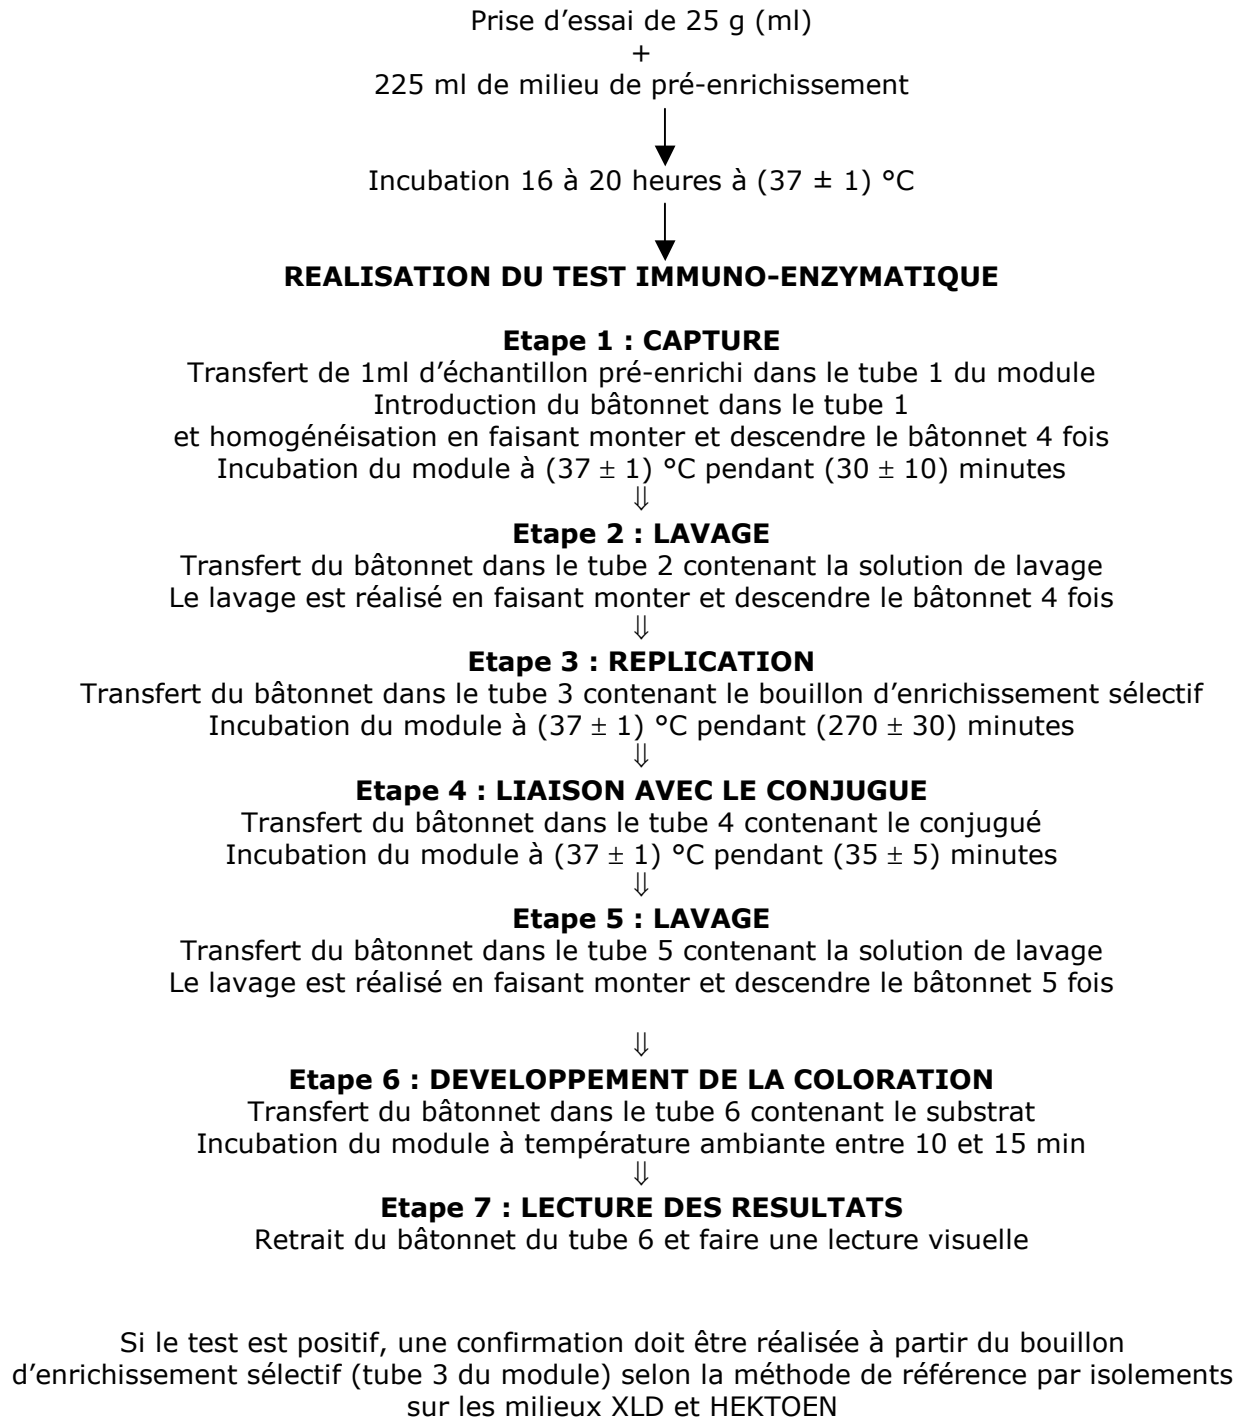 Prise d’essai de 25 g (ml)
+
225 ml de milieu de pré-enrichissement
Incubation 16 à 20 heures à (37 ± 1) °C
REALISATION DU TEST IMMUNO-ENZYMATIQUE
Etape 1 : CAPTURE
Transfert de 1ml d’échantillon pré-enrichi dans le tube 1 du module
Introduction du bâtonnet dans le tube 1
et homogénéisation en faisant monter et descendre le bâtonnet 4 fois
Incubation du module à (37 ± 1) °C pendant (30 ± 10) minutes
⇓
Etape 2 : LAVAGE
Transfert du bâtonnet dans le tube 2 contenant la solution de lavage
Le lavage est réalisé en faisant monter et descendre le bâtonnet 4 fois
⇓
Etape 3 : REPLICATION
Transfert du bâtonnet dans le tube 3 contenant le bouillon d’enrichissement sélectif
Incubation du module à (37 ± 1) °C pendant (270 ± 30) minutes
⇓
Etape 4 : LIAISON AVEC LE CONJUGUE
Transfert du bâtonnet dans le tube 4 contenant le conjugué
Incubation du module à (37 ± 1) °C pendant (35 ± 5) minutes
⇓
Etape 5 : LAVAGE
Transfert du bâtonnet dans le tube 5 contenant la solution de lavage
Le lavage est réalisé en faisant monter et descendre le bâtonnet 5 fois
⇓
Etape 6 : DEVELOPPEMENT DE LA COLORATION
Transfert du bâtonnet dans le tube 6 contenant le substrat
Incubation du module à température ambiante entre 10 et 15 min
⇓
Etape 7 : LECTURE DES RESULTATS
Retrait du bâtonnet du tube 6 et faire une lecture visuelle
Si le test est positif, une confirmation doit être réalisée à partir du bouillon
d’enrichissement sélectif (tube 3 du module) selon la méthode de référence par isolements
sur les milieux XLD et HEKTOEN